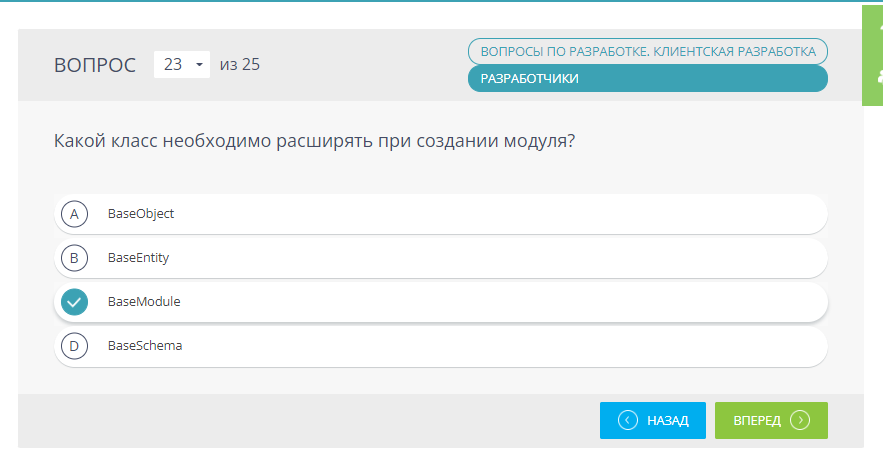 ВОПРОС 23 из 25
ВОПРОСЫ ПО РАЗРАБОТКЕ. КЛИЕНТСКАЯ РАЗРАБОТКА
РАЗРАБОТЧИКИ
Какой класс необходимо расширять при создании модуля?
A BaseObject
B BaseEntity
BaseModule
D BaseSchema
НАЗАД ВПЕРЕД